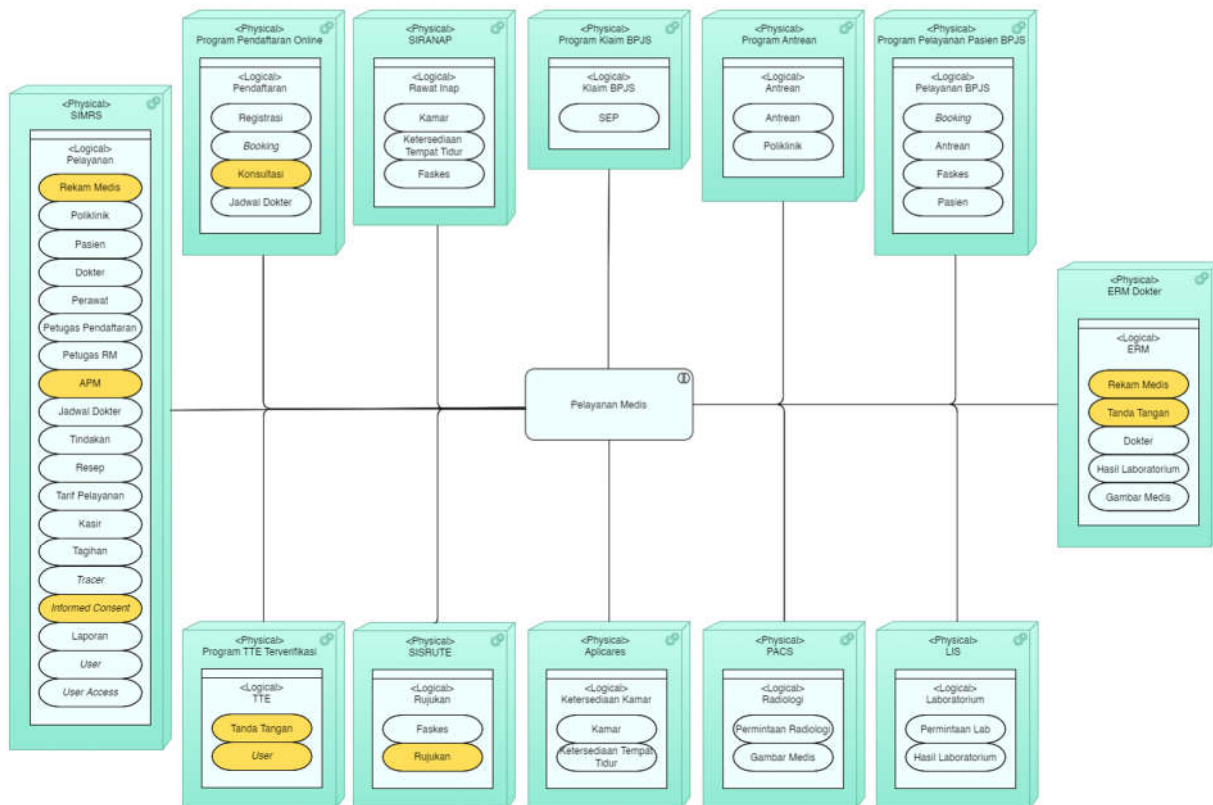 <Physical>
SIMRS
<Logical>
Pelayanan
Rekam Medis
Poliklinik
Pasien
Dokter
Perawat
Petugas Pendaftaran
Petugas RM
APM
Jadwal Dokter
Tindakan
Resep
Tarif Pelayanan
Kasir
Tagihan
Tracer
Informed Consent
Laporan
User
User Access
<Physical>
Program Pendaftaran Online
<Logical>
Pendaftaran
Registrasi
Booking
Konsultasi
Jadwal Dokter
<Physical>
SIRANAP
<Logical>
Rawat Inap
Kamar
Ketersediaan
Tempat Tidur
Faskes
<Physical>
Program Klaim BPJS
<Logical>
Klaim BPJS
SEP
<Physical>
Program Antrean
<Logical>
Antrean
Antrean
Poliklinik
<Physical>
Program Pelayanan Pasien BPJS
<Logical>
Pelayanan BPJS
Booking
Antrean
Faskes
Pasien
<Physical>
ERM Dokter
<Logical>
ERM
Rekam Medis
Tanda Tangan
Dokter
Hasil Laboratorium
Gambar Medis
Pelayanan Medis
<Physical>
Program TTE Terverifikasi
<Logical>
TTE
Tanda Tangan
User
<Physical>
SISRUTE
<Logical>
Rujukan
Faskes
Rujukan
<Physical>
Aplicares
<Logical>
Ketersediaan Kamar
Kamar
Ketersediaan Tempat
Tidur
<Physical>
PACS
<Logical>
Radiologi
Permintaan Radiologi
Gambar Medis
<Physical>
LIS
<Logical>
Laboratorium
Permintaan Lab
Hasil Laboratorium